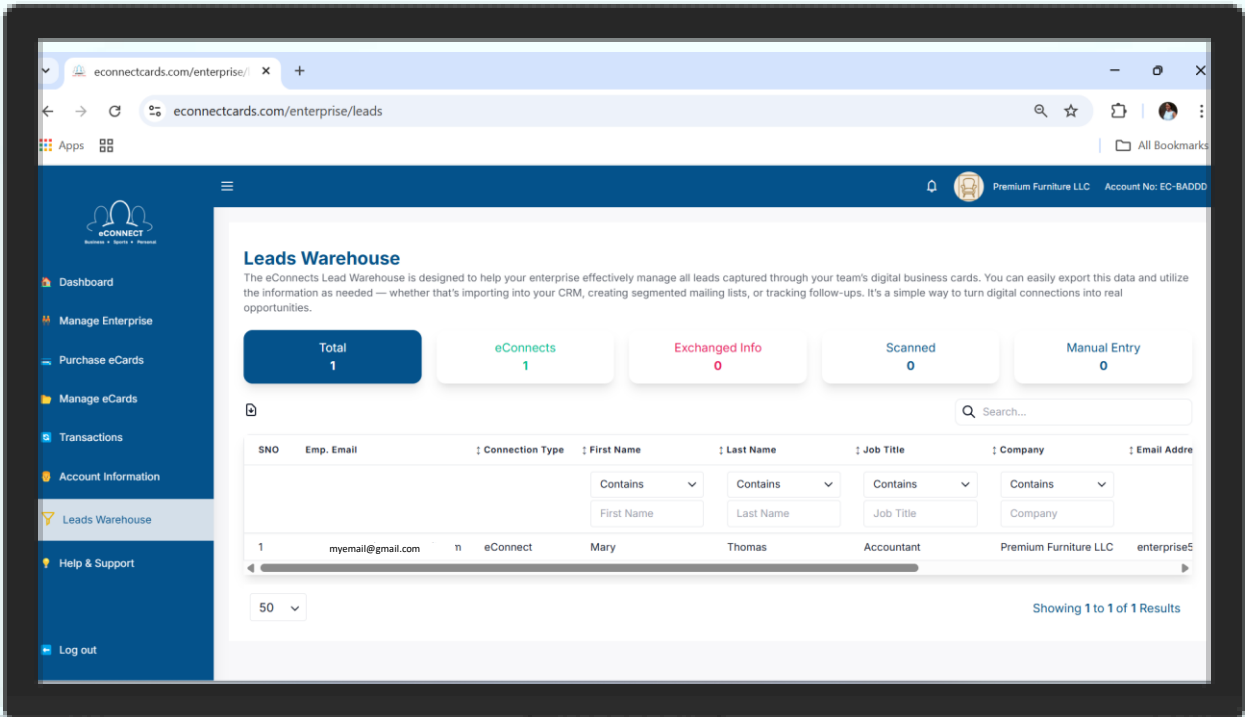 econnectcards.com/enterprise/
econnectcards.com/enterprise/leads
Apps
All Bookmarks
eCONNECT
Business • Sports • Personal
Premium Furniture LLC Account No: EC-BADDD
Dashboard
Manage Enterprise
Purchase eCards
Manage eCards
Transactions
Account Information
Leads Warehouse
Help & Support
Log out
Leads Warehouse
The eConnects Lead Warehouse is designed to help your enterprise effectively manage all leads captured through your team's digital business cards. You can easily export this data and utilize
the information as needed — whether that's importing into your CRM, creating segmented mailing lists, or tracking follow-ups. It's a simple way to turn digital connections into real
opportunities.
Total eConnects Exchanged Info Scanned Manual Entry
1 1 0 0 0
Search...
SNO Emp. Email Connection Type First Name Last Name Job Title Company Email Addre
Contains Contains Contains Contains
First Name Last Name Job Title Company
1 myemail@gmail.com m eConnect Mary Thomas Accountant Premium Furniture LLC enterprise5
50 Showing 1 to 1 of 1 Results